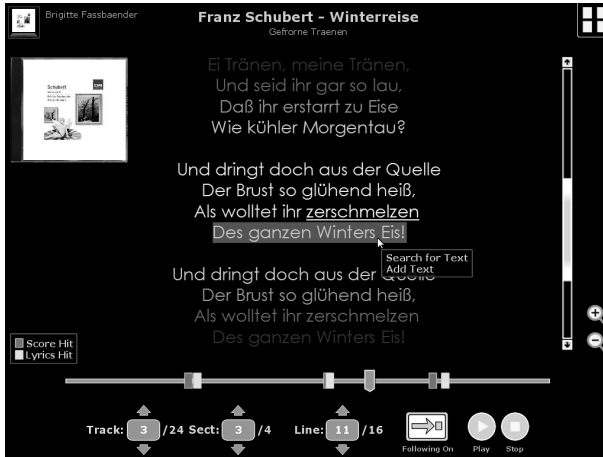 Brigitte Fassbaender
Franz Schubert - Winterreise
Gefrorne Traenen
Schubert
Ei Tränen, meine Tränen,
Und seid ihr gar so lau,
Daß ihr erstarrt zu Eise
Wie kühler Morgentau?
Und dringt doch aus der Quelle
Der Brust so glühend heiß,
Als wolltet ihr zerschmelzen
Des ganzen Winters Eis!
Search for Text
Add Text
Und dringt doch aus der Quelle
Der Brust so glühend heiß,
Als wolltet ihr zerschmelzen
Des ganzen Winters Eis!
Score Hit
Lyrics Hit
Track: 3 /24 Sect: 3 /4 Line: 11 /16
Following On
Play
Stop